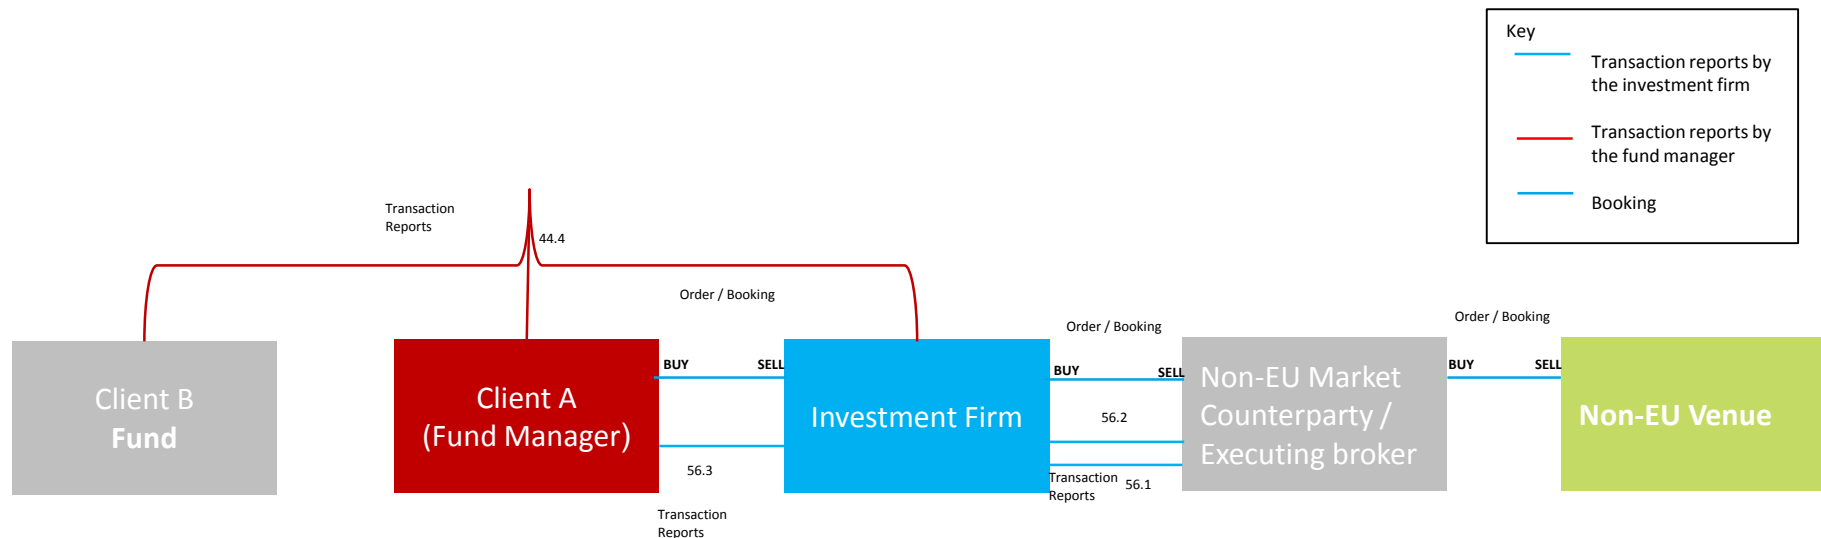 Key
Transaction reports by
the investment firm
Transaction reports by
the fund manager
Booking
Transaction
Reports
44.4
Order / Booking
Order / Booking
Order / Booking
Client B
Fund
Client A
(Fund Manager)
BUY
SELL
Investment Firm
BUY
SELL
Non-EU Market
Counterparty /
Executing broker
BUY
SELL
Non-EU Venue
56.3
56.2
Transaction
Reports
56.1
Transaction
Reports